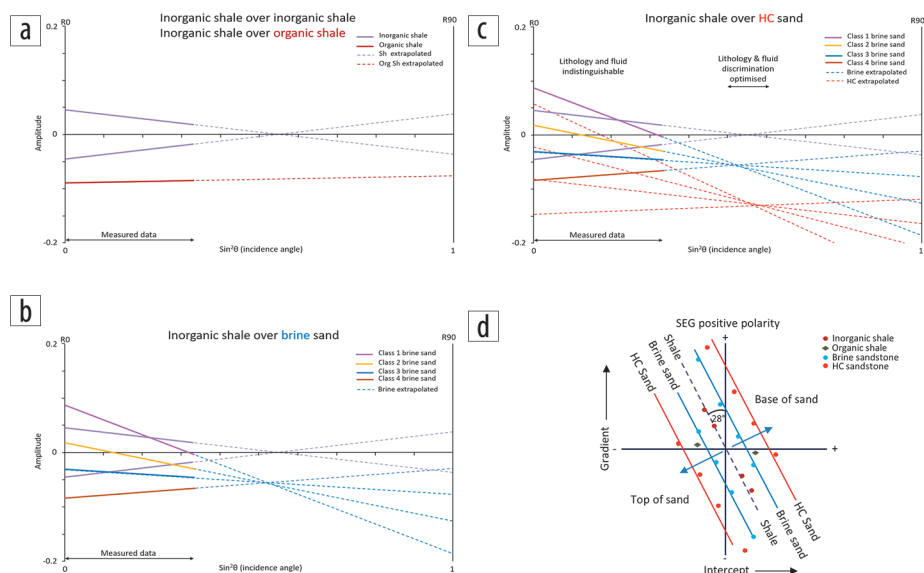 a
Inorganic shale over inorganic shale
Inorganic shale over organic shale
R0
R90
0.2
0
-0.2
Amplitude
Inorganic shale
Organic shale
Sh extrapolated
Org Sh extrapolated
Measured data
0
Sin²θ (incidence angle)
1
b
Inorganic shale over brine sand
R0
R90
0.2
0
-0.2
Amplitude
Class 1 brine sand
Class 2 brine sand
Class 3 brine sand
Class 4 brine sand
Brine extrapolated
Measured data
0
Sin²θ (incidence angle)
1
c
Inorganic shale over HC sand
R0
R90
0.2
0
-0.2
Amplitude
Lithology and fluid
indistinguishable
Lithology & fluid
discrimination
optimised
Class 1 brine sand
Class 2 brine sand
Class 3 brine sand
Class 4 brine sand
Brine extrapolated
HC extrapolated
Measured data
0
Sin²θ (incidence angle)
1
d
SEG positive polarity
+
-
+
-
Inorganic shale
Organic shale
Brine sandstone
HC sandstone
Shale
Brine sand
HC Sand
28°
Base of sand
Top of sand
Gradient
Intercept
Shale
Brine sand
HC Sand